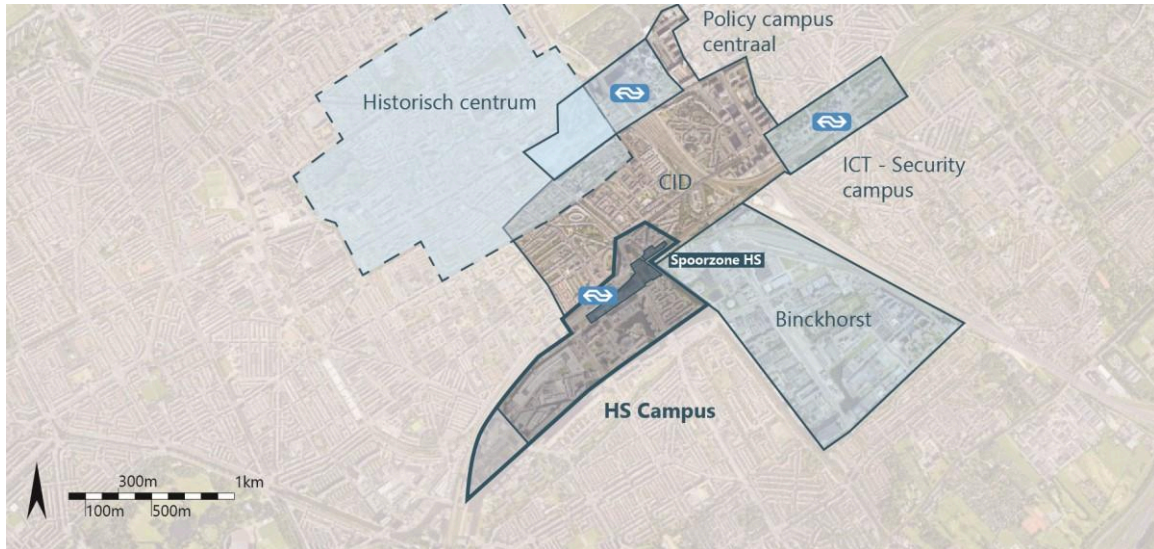 Policy campus
centraal
Historisch centrum
ICT - Security
campus
CID
Spoorzone HS
Binckhorst
HS Campus
300m
1km
100m
500m